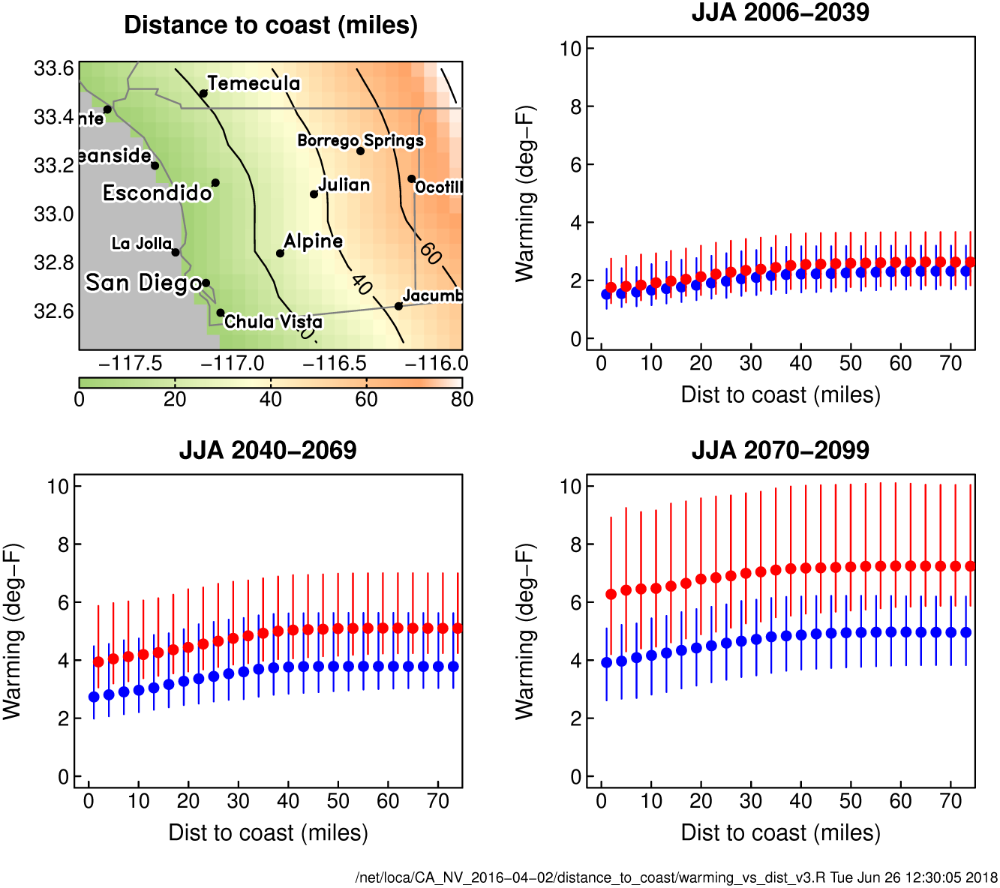 Distance to coast (miles)
33.6
33.4
33.2
33.0
32.8
32.6
Temecula
nte
Borrego Springs
eanside
Julian
Ocotill
Escondido
La Jolla
Alpine
60
San Diego
40
Jacumb
Chula Vista
−117.5 −117.0 −116.5 −116.0
0 20 40 60 80
JJA 2006−2039
Warming (deg−F)
10
8
6
4
2
0
0 10 20 30 40 50 60 70
Dist to coast (miles)
JJA 2040−2069
Warming (deg−F)
10
8
6
4
2
0
0 10 20 30 40 50 60 70
Dist to coast (miles)
JJA 2070−2099
Warming (deg−F)
10
8
6
4
2
0
0 10 20 30 40 50 60 70
Dist to coast (miles)
/net/loca/CA_NV_2016−04−02/distance_to_coast/warming_vs_dist_v3.R Tue Jun 26 12:30:05 2018